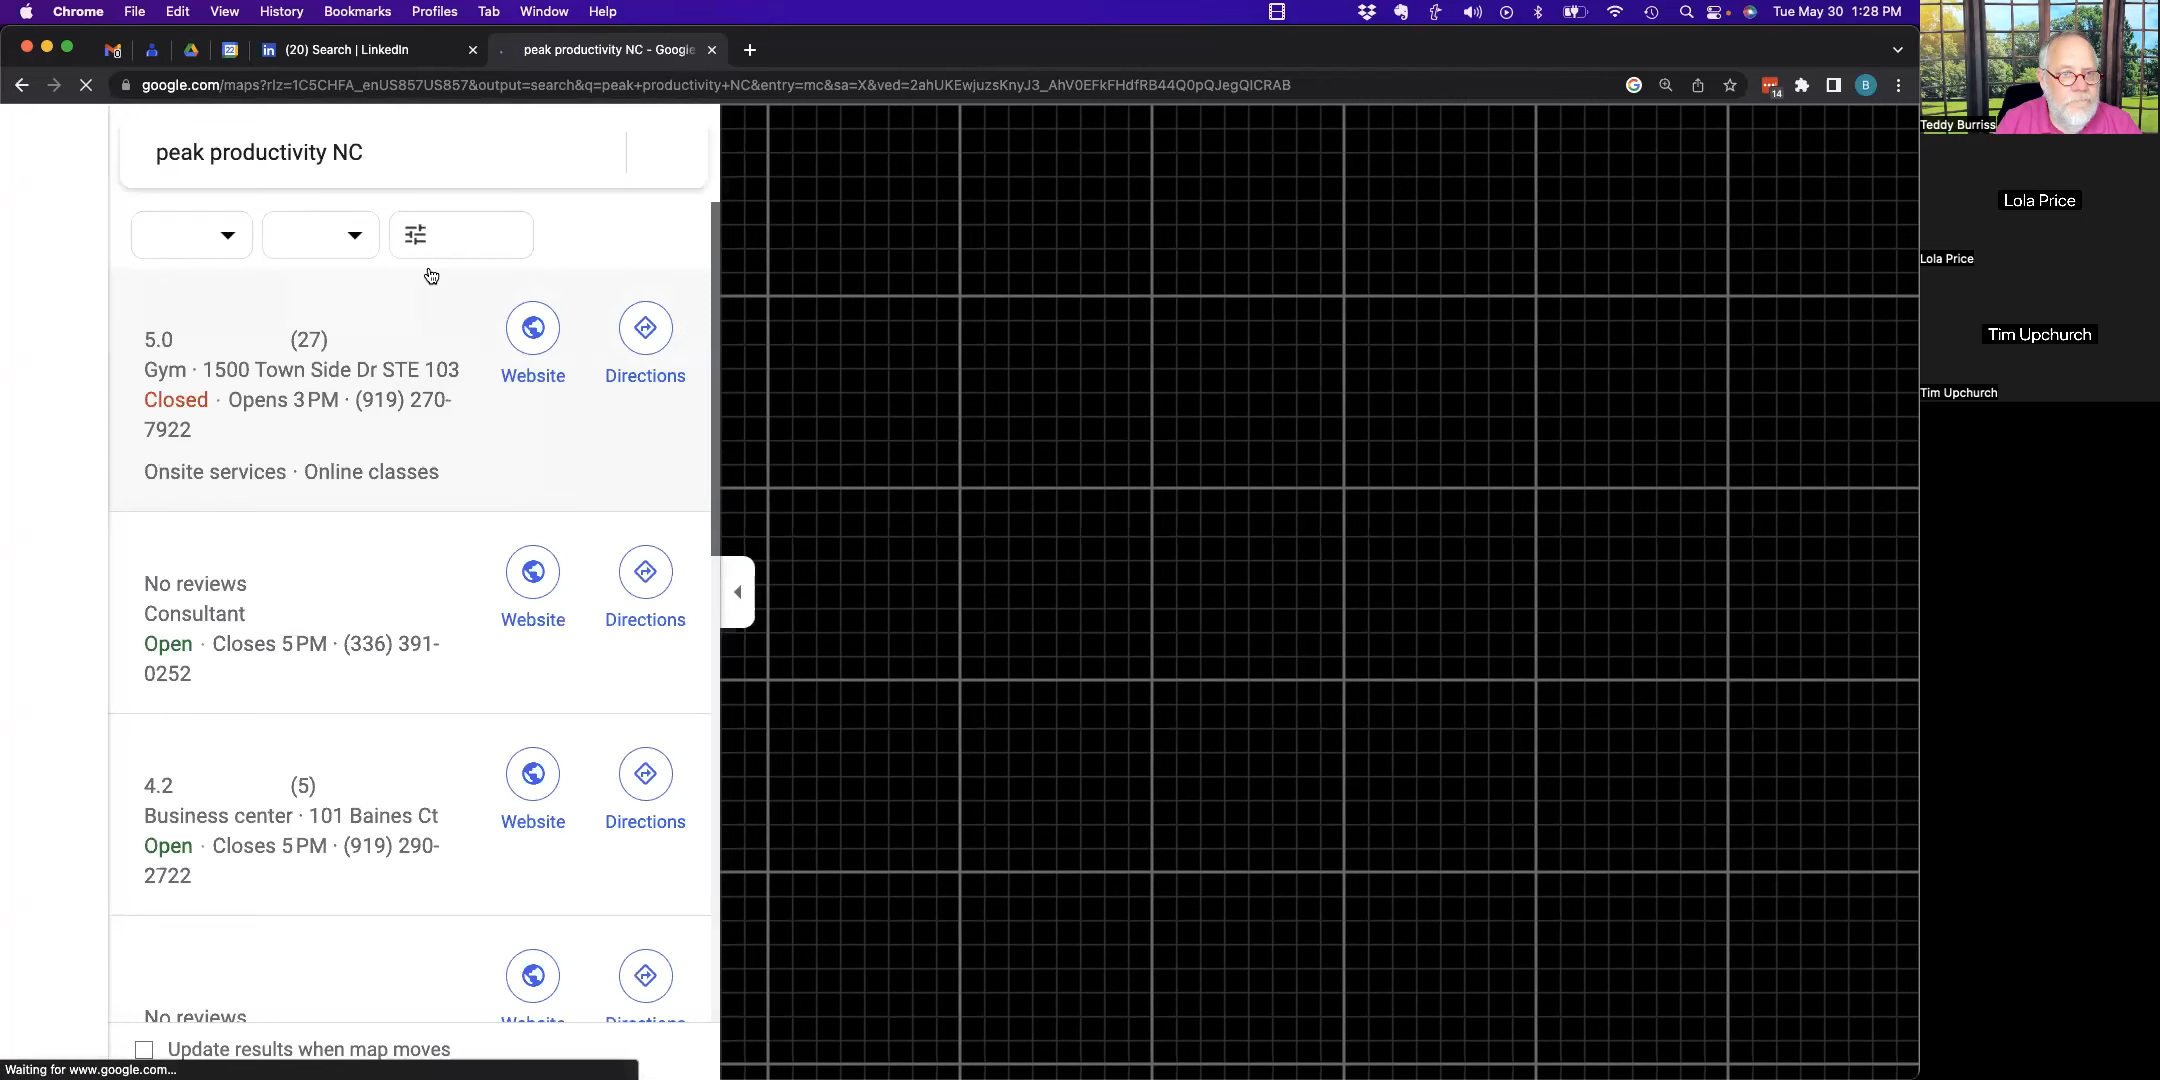 Chrome File Edit View History Bookmarks Profiles Tab Window Help
Tue May 30 1:28 PM
0
22
(20) Search | LinkedIn
peak productivity NC - Google
google.com/maps?rlz=1C5CHFA_enUS857US857&output=search&q=peak+productivity+NC&entry=mc&sa=X&ved=2ahUKEwjuzsKnyJ3_AhV0EFkFHdfRB44Q0pQJegQICRAB
14
B
peak productivity NC
5.0 (27)
Gym · 1500 Town Side Dr STE 103
Closed · Opens 3 PM · (919) 270-
7922
Onsite services · Online classes
Website
Directions
No reviews
Consultant
Open · Closes 5 PM · (336) 391-
0252
Website
Directions
4.2 (5)
Business center · 101 Baines Ct
Open · Closes 5 PM · (919) 290-
2722
Website
Directions
No reviews
Website
Directions
Update results when map moves
Waiting for www.google.com...
Teddy Burriss
Lola Price
Lola Price
Tim Upchurch
Tim Upchurch